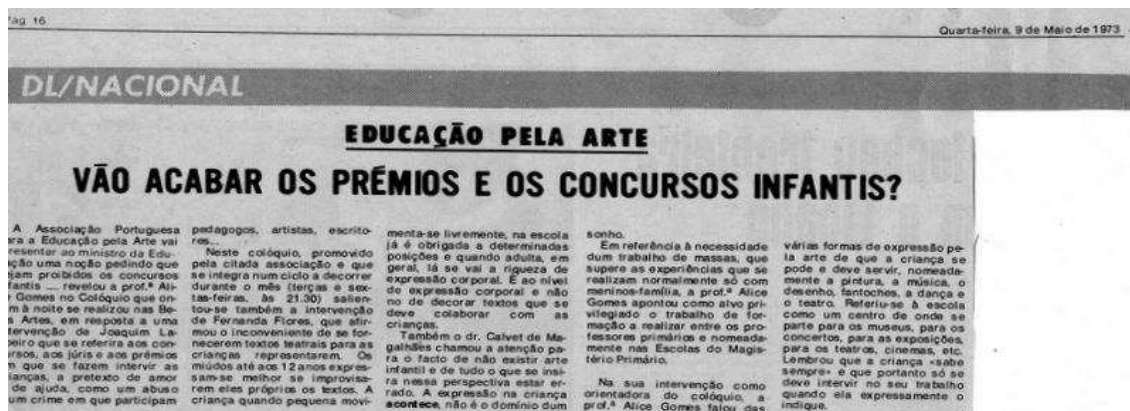 Pag 16
Quarta-feira, 9 de Maio de 1973
DL/NACIONAL
EDUCAÇÃO PELA ARTE
VÃO ACABAR OS PRÉMIOS E OS CONCURSOS INFANTIS?
A Associação Portuguesa
ara a Educação pela Arte vai
resentar ao ministro da Edu-
ção uma noção pedindo que
ejam proibidos os concursos
fantis ... revelou a prof.ª Ali-
e Gomes no Colóquio que on-
m à noite se realizou nas Be-
s Artes, em resposta a uma
tervenção de Joaquim La-
eiro que se referira aos con-
rsos, aos júris e aos prémios
m que se fazem intervir as
ianças, a pretexto de amor
de ajuda, como um abuso
um crime em que participam
pedagogos, artistas, escrito-
res...
Neste colóquio, promovido
pela citada associação e que
se integra num ciclo a decorrer
durante o mês (terças e sex-
tas-feiras, às 21.30) salien-
tou-se também a intervenção
de Fernanda Flores, que afir-
mou o inconveniente de se for-
necerem textos teatrais para as
crianças representarem. Os
miúdos até aos 12 anos expres-
sam-se melhor se improvisa-
rem eles próprios os textos. A
criança quando pequena movi-
menta-se livremente, na escola
já é obrigada a determinadas
posições e quando adulta, em
geral, lá se vai a riqueza de
expressão corporal. E ao nível
de expressão corporal e não
no de decorar textos que se
deve colaborar com as
crianças.
Também o dr. Calvet de Ma-
galhães chamou a atenção pa-
ra o facto de não existir arte
infantil e de tudo o que se insi-
ra nessa perspectiva estar er-
rado. A expressão na criança
acontece, não é o domínio dum
sonho.
Em referência à necessidade
dum trabalho de massas, que
supere as experiências que se
realizam normalmente só com
meninos-família, a prof.ª Alice
Gomes apontou como alvo pri-
vilegiado o trabalho de for-
mação a realizar entre os pro-
fessores primários e nomeada-
mente nas Escolas do Magis-
tério Primário.
Na sua intervenção como
orientadora do colóquio, a
prof.ª Alice Gomes falou das
várias formas de expressão pe-
la arte de que a criança se
pode e deve servir, nomeada-
mente a pintura, a música, o
desenho, fantoches, a dança e
o teatro. Referiu-se à escola
como um centro de onde se
parte para os museus, para os
concertos, para as exposições,
para os teatros, cinemas, etc.
Lembrou que a criança «sabe
sempre» e que portanto só se
deve intervir no seu trabalho
quando ela expressamente o
indique.